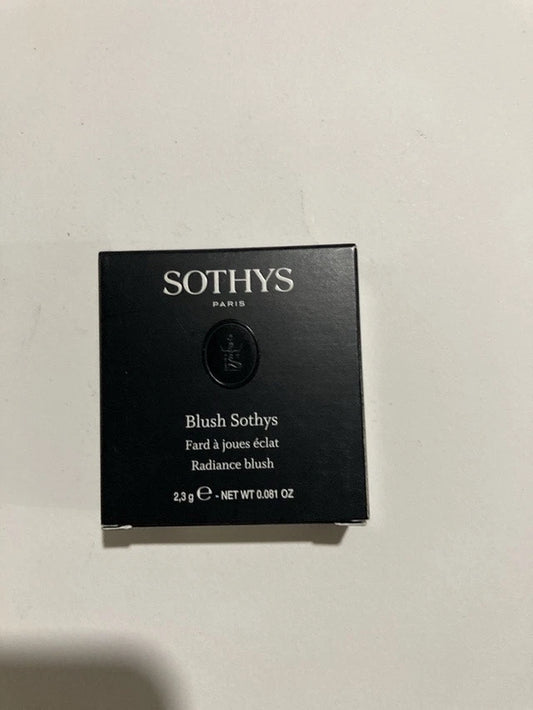 SOTHYS
PARIS
Blush Sothys
Fard à joues éclat
Radiance blush
2,3 g ℮ - NET WT 0.081 OZ